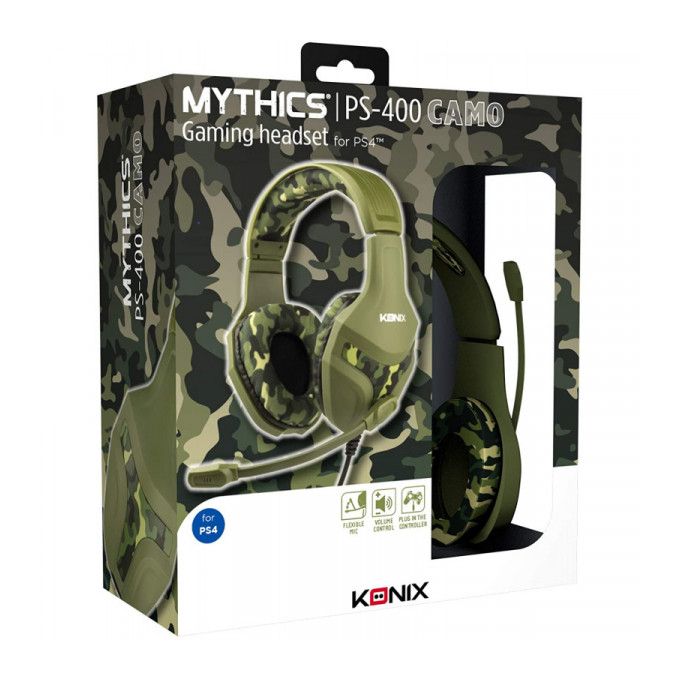 MYTHICS® | PS-400 CAMO
Gaming headset for PS4™
KONIX
FLEXIBLE
MIC
VOLUME
CONTROL
PLUG IN THE
CONTROLLER
KONIX
MYTHICS®
PS-400 CAMO
for
PS4